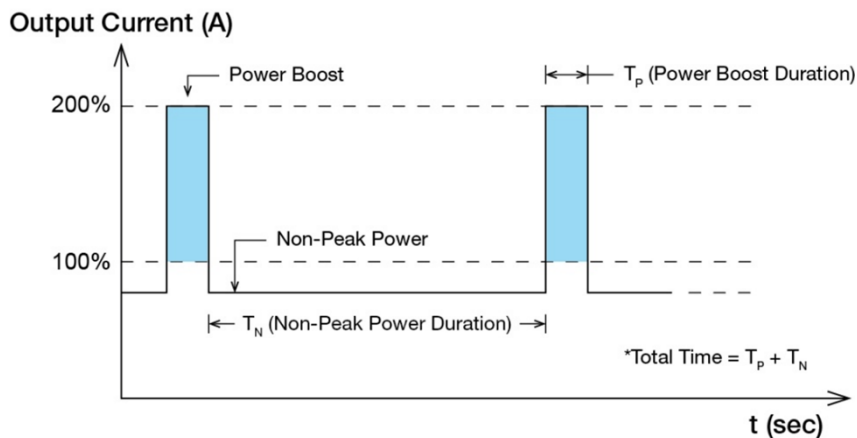 Output Current (A)
Power Boost
T_P (Power Boost Duration)
200%
Non-Peak Power
100%
T_N (Non-Peak Power Duration)
*Total Time = T_P + T_N
t (sec)